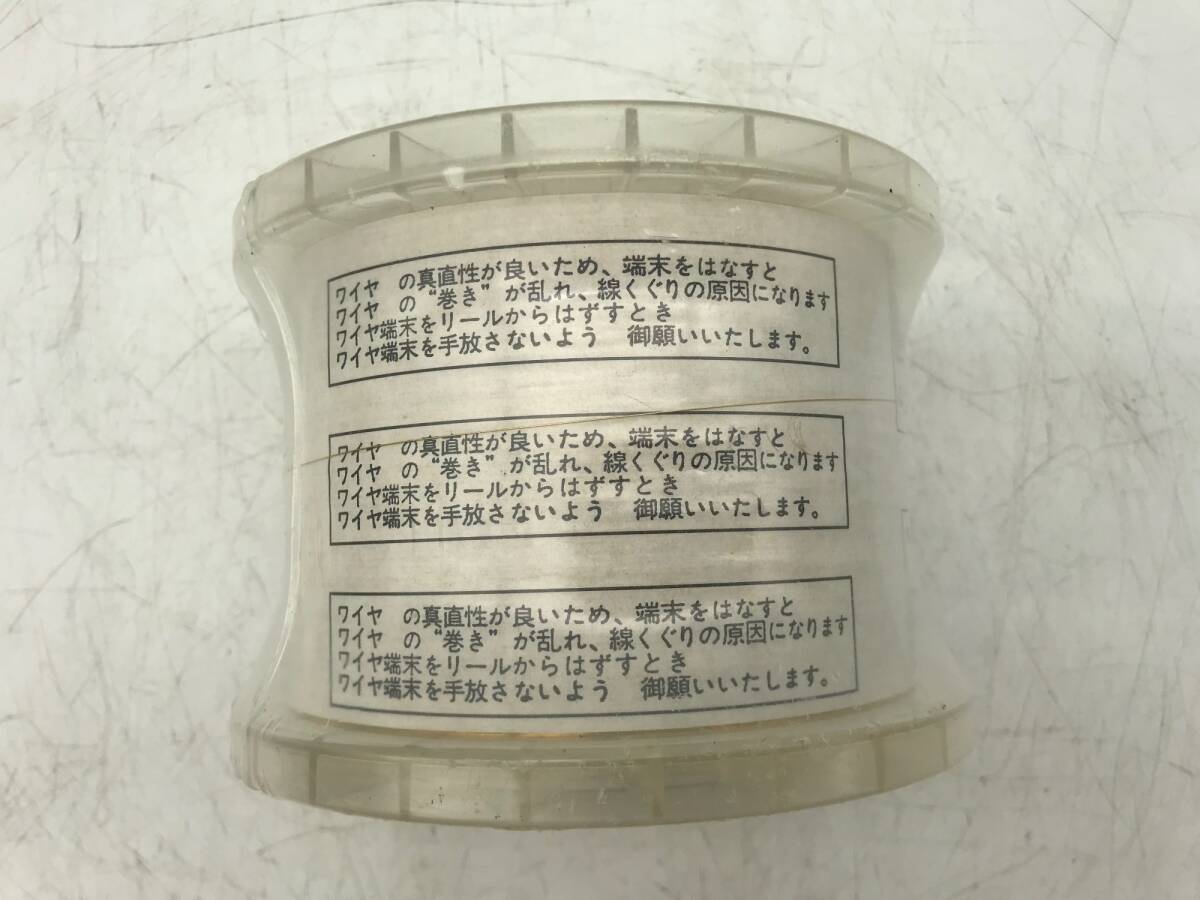 ワイヤ の真直性が良いため、端末をはなすと
ワイヤ の“巻き”が乱れ、線くぐりの原因になります
ワイヤ端末をリールからはずすとき
ワイヤ端末を手放さないよう 御願いいたします。
ワイヤ の真直性が良いため、端末をはなすと
ワイヤ の“巻き”が乱れ、線くぐりの原因になります
ワイヤ端末をリールからはずすとき
ワイヤ端末を手放さないよう 御願いいたします。
ワイヤ の真直性が良いため、端末をはなすと
ワイヤ の“巻き”が乱れ、線くぐりの原因になります
ワイヤ端末をリールからはずすとき
ワイヤ端末を手放さないよう 御願いいたします。